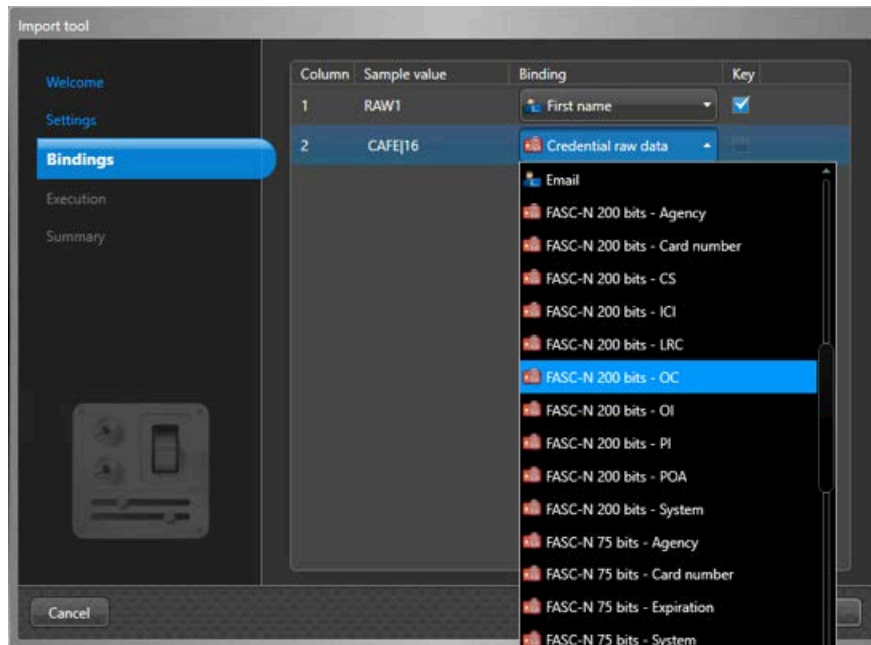 Import tool
Welcome
Settings
Bindings
Execution
Summary
Column Sample value Binding Key
1 RAW1 First name
2 CAFE|16 Credential raw data
Email
FASC-N 200 bits - Agency
FASC-N 200 bits - Card number
FASC-N 200 bits - CS
FASC-N 200 bits - ICI
FASC-N 200 bits - LRC
FASC-N 200 bits - OC
FASC-N 200 bits - OI
FASC-N 200 bits - PI
FASC-N 200 bits - POA
FASC-N 200 bits - System
FASC-N 75 bits - Agency
FASC-N 75 bits - Card number
FASC-N 75 bits - Expiration
FASC-N 75 bits - System
Cancel